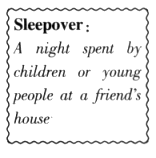 Sleepover:
A night spent by
children or young
people at a friend's
house